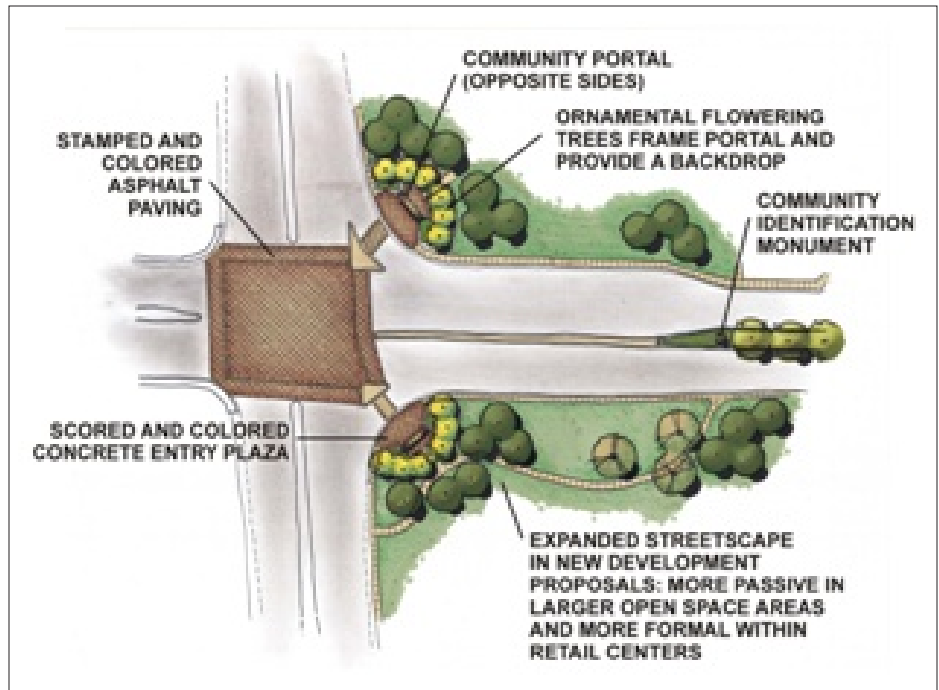 COMMUNITY PORTAL
(OPPOSITE SIDES)
ORNAMENTAL FLOWERING
TREES FRAME PORTAL AND
PROVIDE A BACKDROP
STAMPED AND
COLORED
ASPHALT
PAVING
COMMUNITY
IDENTIFICATION
MONUMENT
SCORED AND COLORED
CONCRETE ENTRY PLAZA
EXPANDED STREETSCAPE
IN NEW DEVELOPMENT
PROPOSALS: MORE PASSIVE IN
LARGER OPEN SPACE AREAS
AND MORE FORMAL WITHIN
RETAIL CENTERS